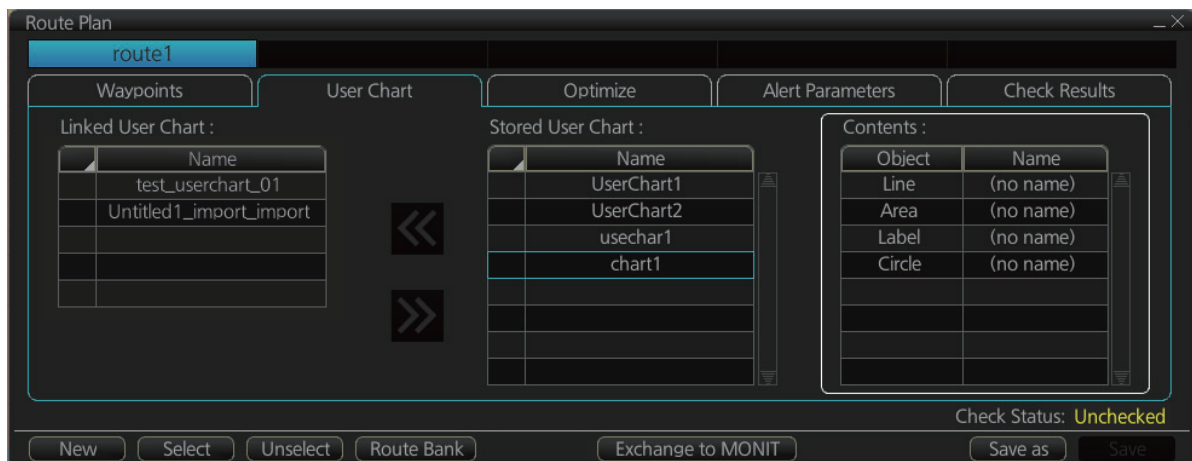 Route Plan
route1
Waypoints User Chart Optimize Alert Parameters Check Results
Linked User Chart : Stored User Chart : Contents :
Name Name Object Name
test_userchart_01 UserChart1 Line (no name)
Untitled1_import_import UserChart2 Area (no name)
usechar1 Label (no name)
chart1 Circle (no name)
Check Status: Unchecked
New Select Unselect Route Bank Exchange to MONIT Save as Save